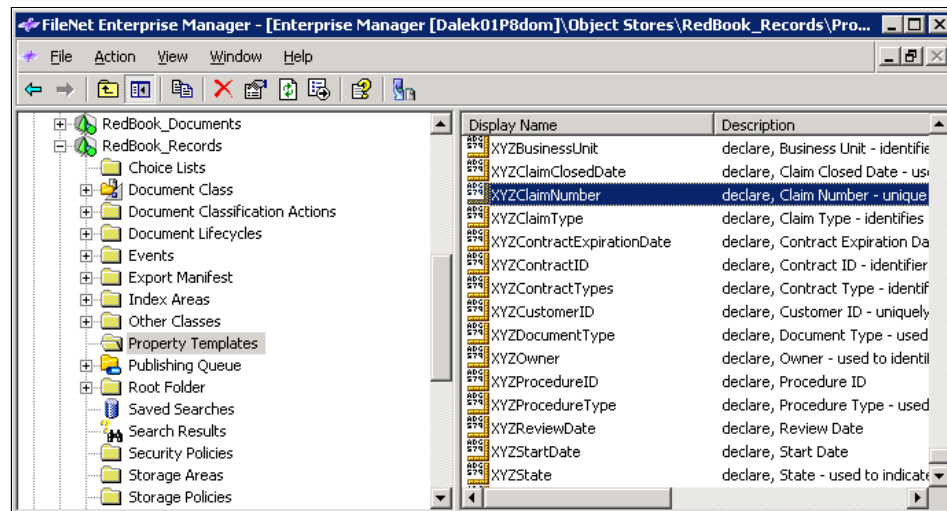 FileNet Enterprise Manager - [Enterprise Manager [Dalek01P8dom]\Object Stores\RedBook_Records\Pro...
File Action View Window Help
RedBook_Documents
RedBook_Records
Choice Lists
Document Class
Document Classification Actions
Document Lifecycles
Events
Export Manifest
Index Areas
Other Classes
Property Templates
Publishing Queue
Root Folder
Saved Searches
Search Results
Security Policies
Storage Areas
Storage Policies
Display Name Description
XYZBusinessUnit declare, Business Unit - identifie
XYZClaimClosedDate declare, Claim Closed Date - us
XYZClaimNumber declare, Claim Number - unique
XYZClaimType declare, Claim Type - identifies
XYZContractExpirationDate declare, Contract Expiration Da
XYZContractID declare, Contract ID - identifier
XYZContractTypes declare, Contract Type - identif
XYZCustomerID declare, Customer ID - uniquely
XYZDocumentType declare, Document Type - used
XYZOwner declare, Owner - used to identi
XYZProcedureID declare, Procedure ID
XYZProcedureType declare, Procedure Type - used
XYZReviewDate declare, Review Date
XYZStartDate declare, Start Date
XYZState declare, State - used to indicate